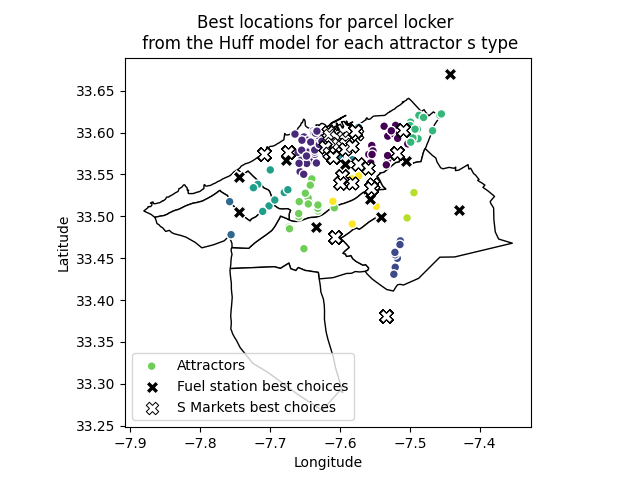 Best locations for parcel locker
from the Huff model for each attractor s type
33.65
33.60
33.55
33.50
33.45
33.40
33.35
33.30
33.25
Latitude
Attractors
Fuel station best choices
S Markets best choices
−7.9
−7.8
−7.7
−7.6
−7.5
−7.4
Longitude